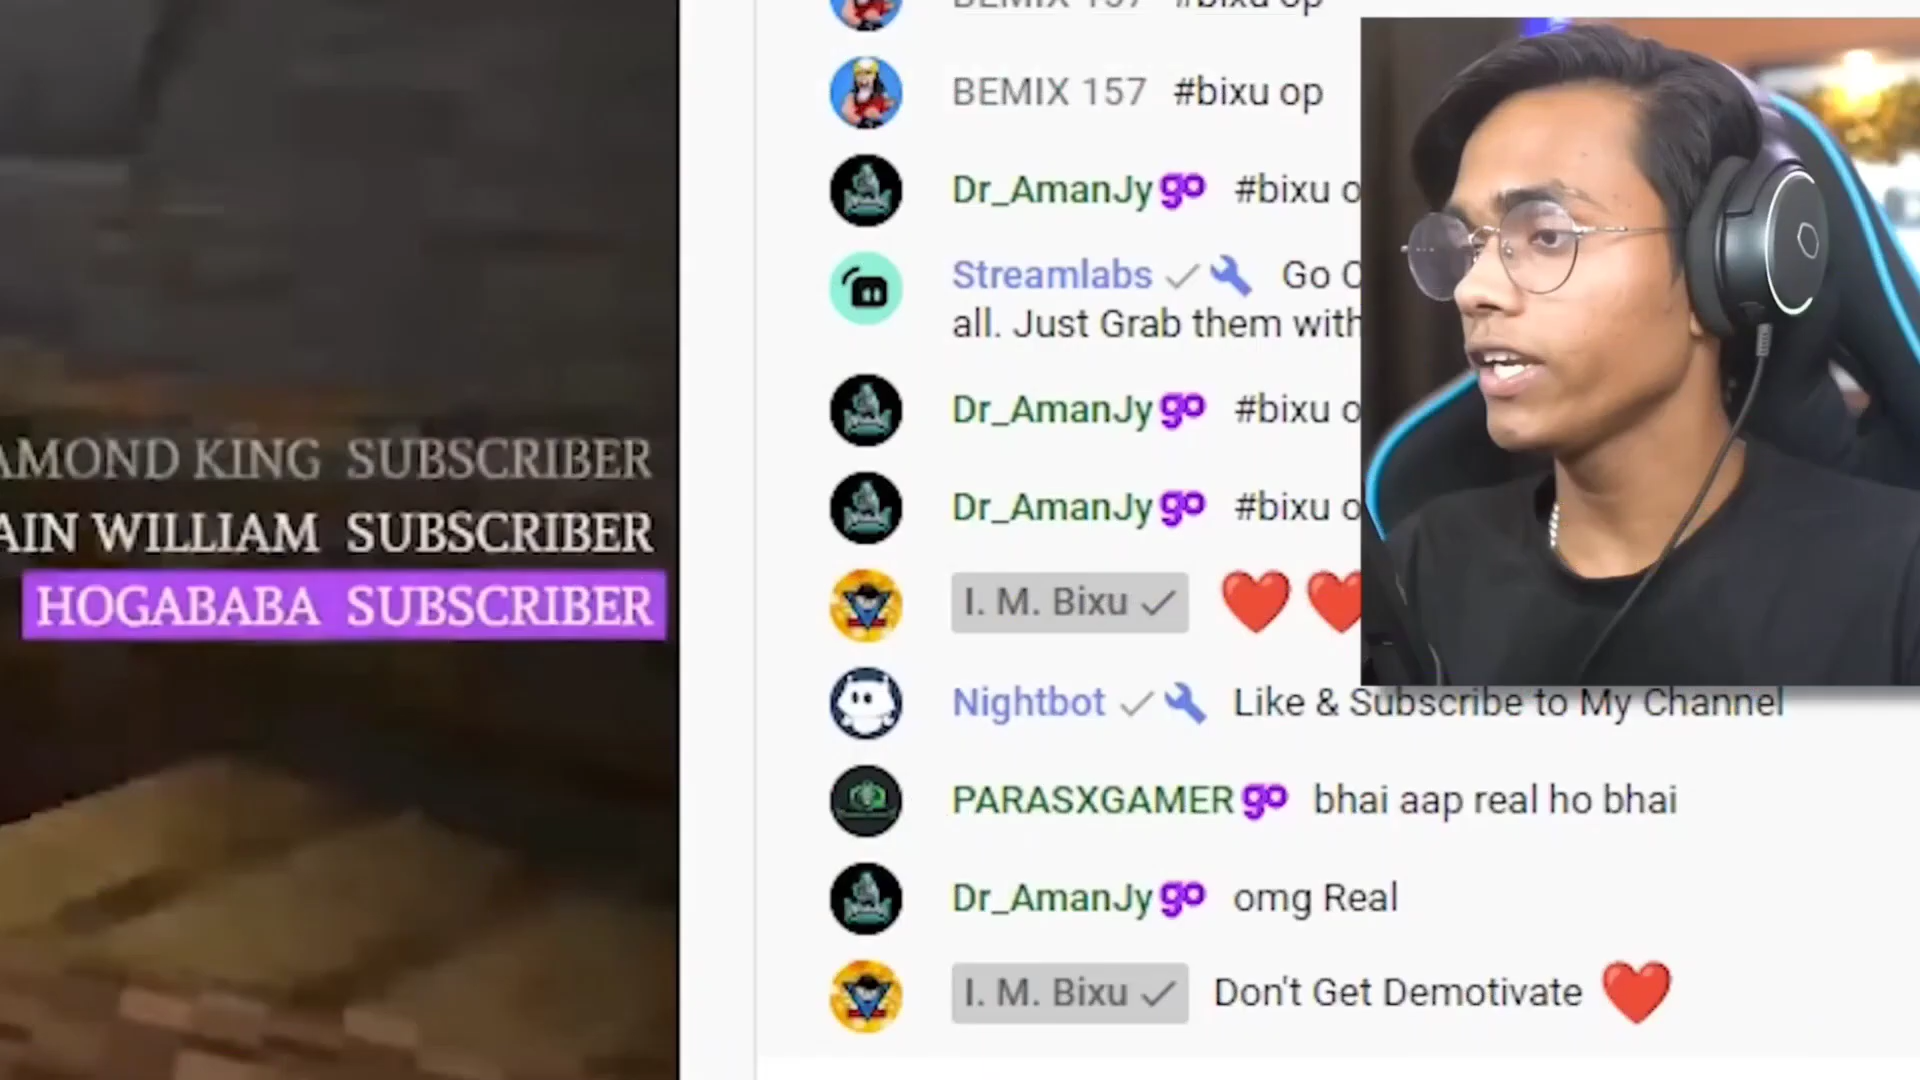 #bixu op
BEMIX 157 #bixu op
Dr_AmanJy go #bixu
Streamlabs Go
all. Just Grab them with
AMOND KING SUBSCRIBER
Dr_AmanJy go #bixu
AIN WILLIAM SUBSCRIBER
Dr_AmanJy go #bixu
HOGABABA SUBSCRIBER
I. M. Bixu ❤️ ❤️
Nightbot Like & Subscribe to My Channel
PARASXGAMER go bhai aap real ho bhai
Dr_AmanJy go omg Real
I. M. Bixu Don't Get Demotivate ❤️